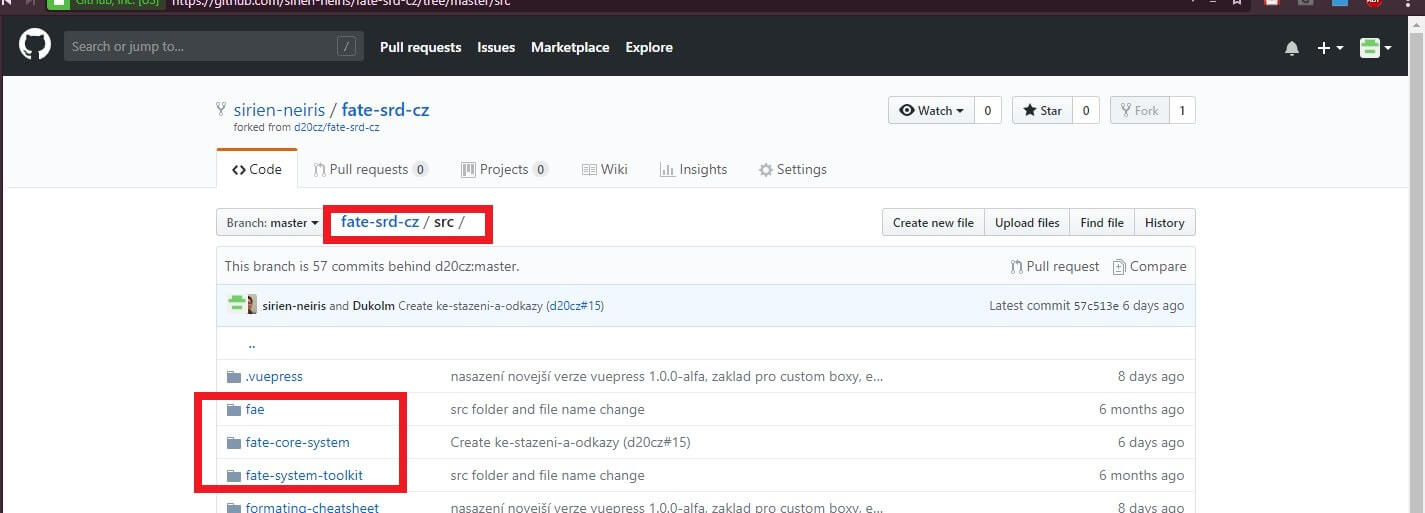 GitHub, Inc. [US] https://github.com/sirien-neiris/fate-srd-cz/tree/master/src
Search or jump to... / Pull requests Issues Marketplace Explore
sirien-neiris / fate-srd-cz Watch 0 Star 0 Fork 1
forked from d20cz/fate-srd-cz
Code Pull requests 0 Projects 0 Wiki Insights Settings
Branch: master fate-srd-cz / src / Create new file Upload files Find file History
This branch is 57 commits behind d20cz:master. Pull request Compare
sirien-neiris and Dukolm Create ke-stazeni-a-odkazy (d20cz#15) Latest commit 57c513e 6 days ago
..
.vuepress nasazení novejší verze vuepress 1.0.0-alfa, zaklad pro custom boxy, e... 8 days ago
fae src folder and file name change 6 months ago
fate-core-system Create ke-stazeni-a-odkazy (d20cz#15) 6 days ago
fate-system-toolkit src folder and file name change 6 months ago
formating-cheatsheet nasazení novejší verze vuepress 1.0.0-alfa, zaklad pro custom boxy, e... 8 days ago